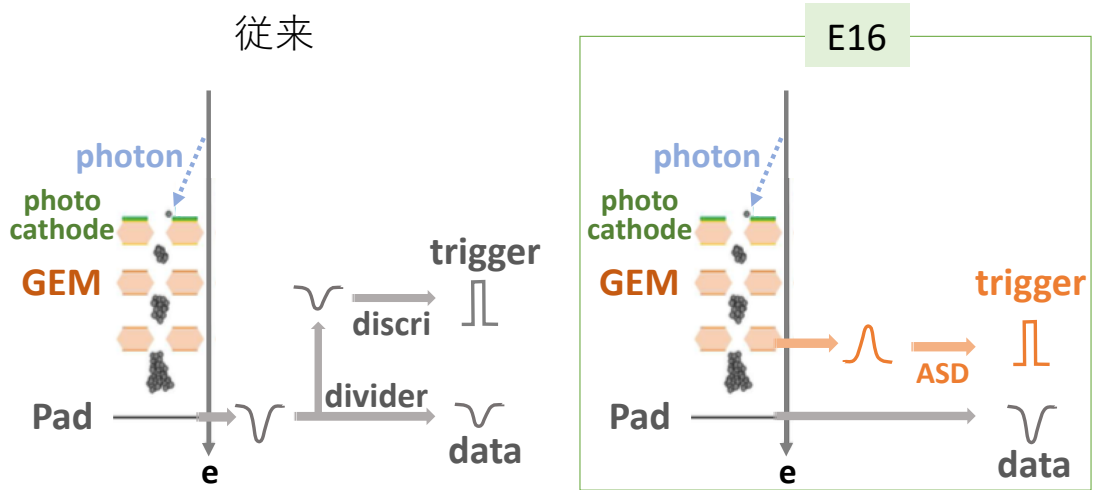 従来
photon
photo
cathode
GEM
trigger
discri
divider
Pad
data
e
E16
photon
photo
cathode
GEM
trigger
ASD
Pad
data
e